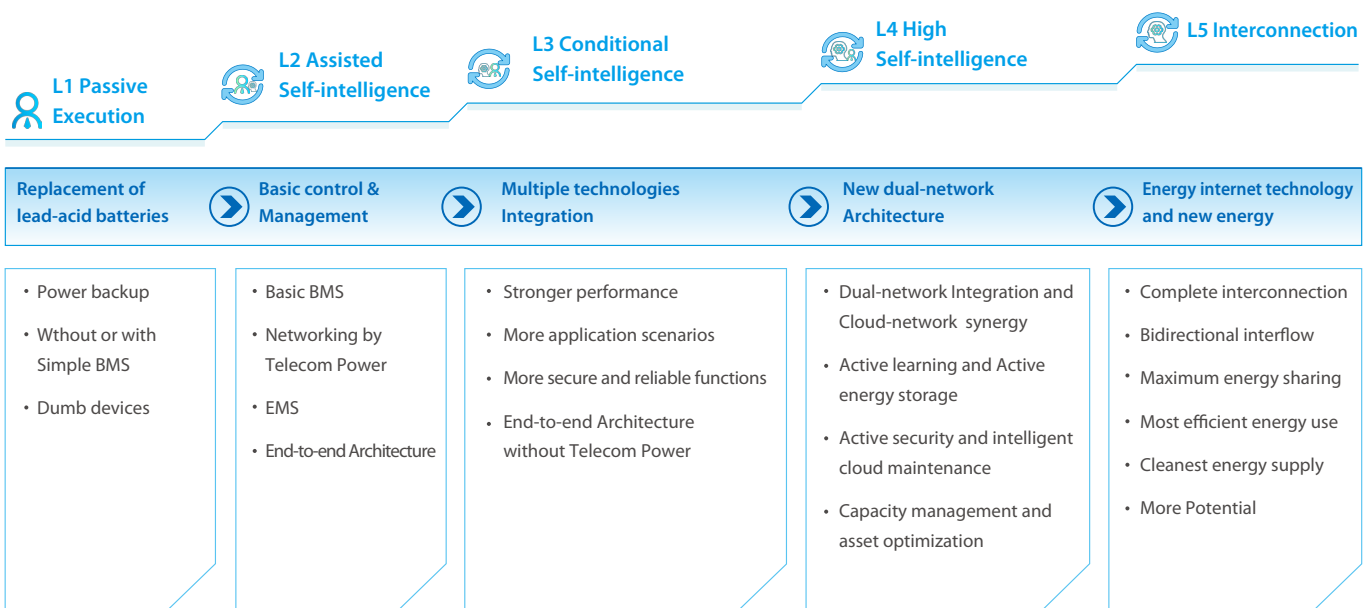 L1 Passive
Execution
L2 Assisted
Self-intelligence
L3 Conditional
Self-intelligence
L4 High
Self-intelligence
L5 Interconnection
Replacement of
lead-acid batteries
Basic control &
Management
Multiple technologies
Integration
New dual-network
Architecture
Energy internet technology
and new energy
• Power backup
• Wthout or with
Simple BMS
• Dumb devices
• Basic BMS
• Networking by
Telecom Power
• EMS
• End-to-end Architecture
• Stronger performance
• More application scenarios
• More secure and reliable functions
• End-to-end Architecture
without Telecom Power
• Dual-network Integration and
Cloud-network synergy
• Active learning and Active
energy storage
• Active security and intelligent
cloud maintenance
• Capacity management and
asset optimization
• Complete interconnection
• Bidirectional interflow
• Maximum energy sharing
• Most efficient energy use
• Cleanest energy supply
• More Potential